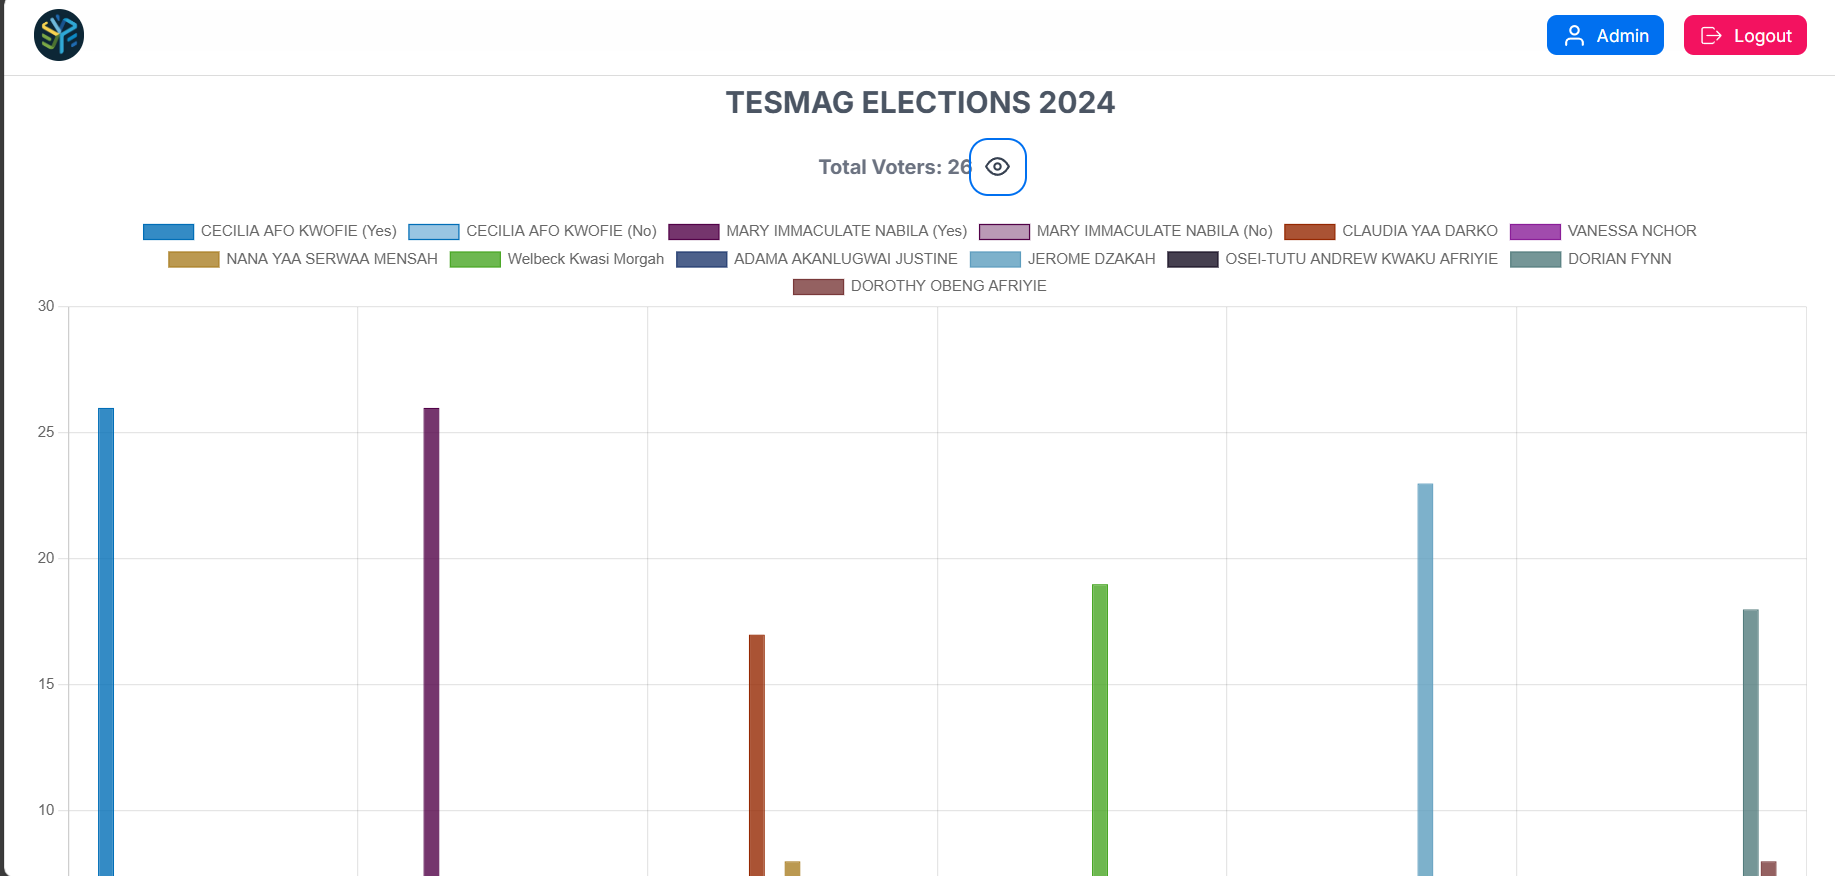 Admin
Logout
TESMAG ELECTIONS 2024
Total Voters: 26
CECILIA AFO KWOFIE (Yes) CECILIA AFO KWOFIE (No) MARY IMMACULATE NABILA (Yes) MARY IMMACULATE NABILA (No) CLAUDIA YAA DARKO VANESSA NCHOR
NANA YAA SERWAA MENSAH Welbeck Kwasi Morgah ADAMA AKANLUGWAI JUSTINE JEROME DZAKAH OSEI-TUTU ANDREW KWAKU AFRIYIE DORIAN FYNN
DOROTHY OBENG AFRIYIE
30
25
20
15
10